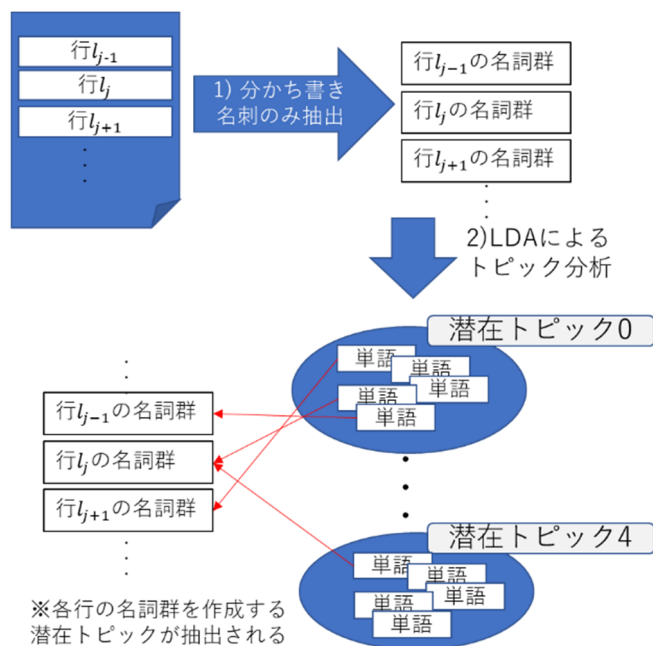 行l_{j-1}
行l_j
行l_{j+1}
1) 分かち書き
名刺のみ抽出
行l_{j−1}の名詞群
行l_jの名詞群
行l_{j+1}の名詞群
2)LDAによる
トピック分析
潜在トピック0
単語
単語
単語
単語
単語
行l_{j−1}の名詞群
行l_jの名詞群
行l_{j+1}の名詞群
潜在トピック4
単語
単語
単語
単語
単語
※各行の名詞群を作成する
潜在トピックが抽出される